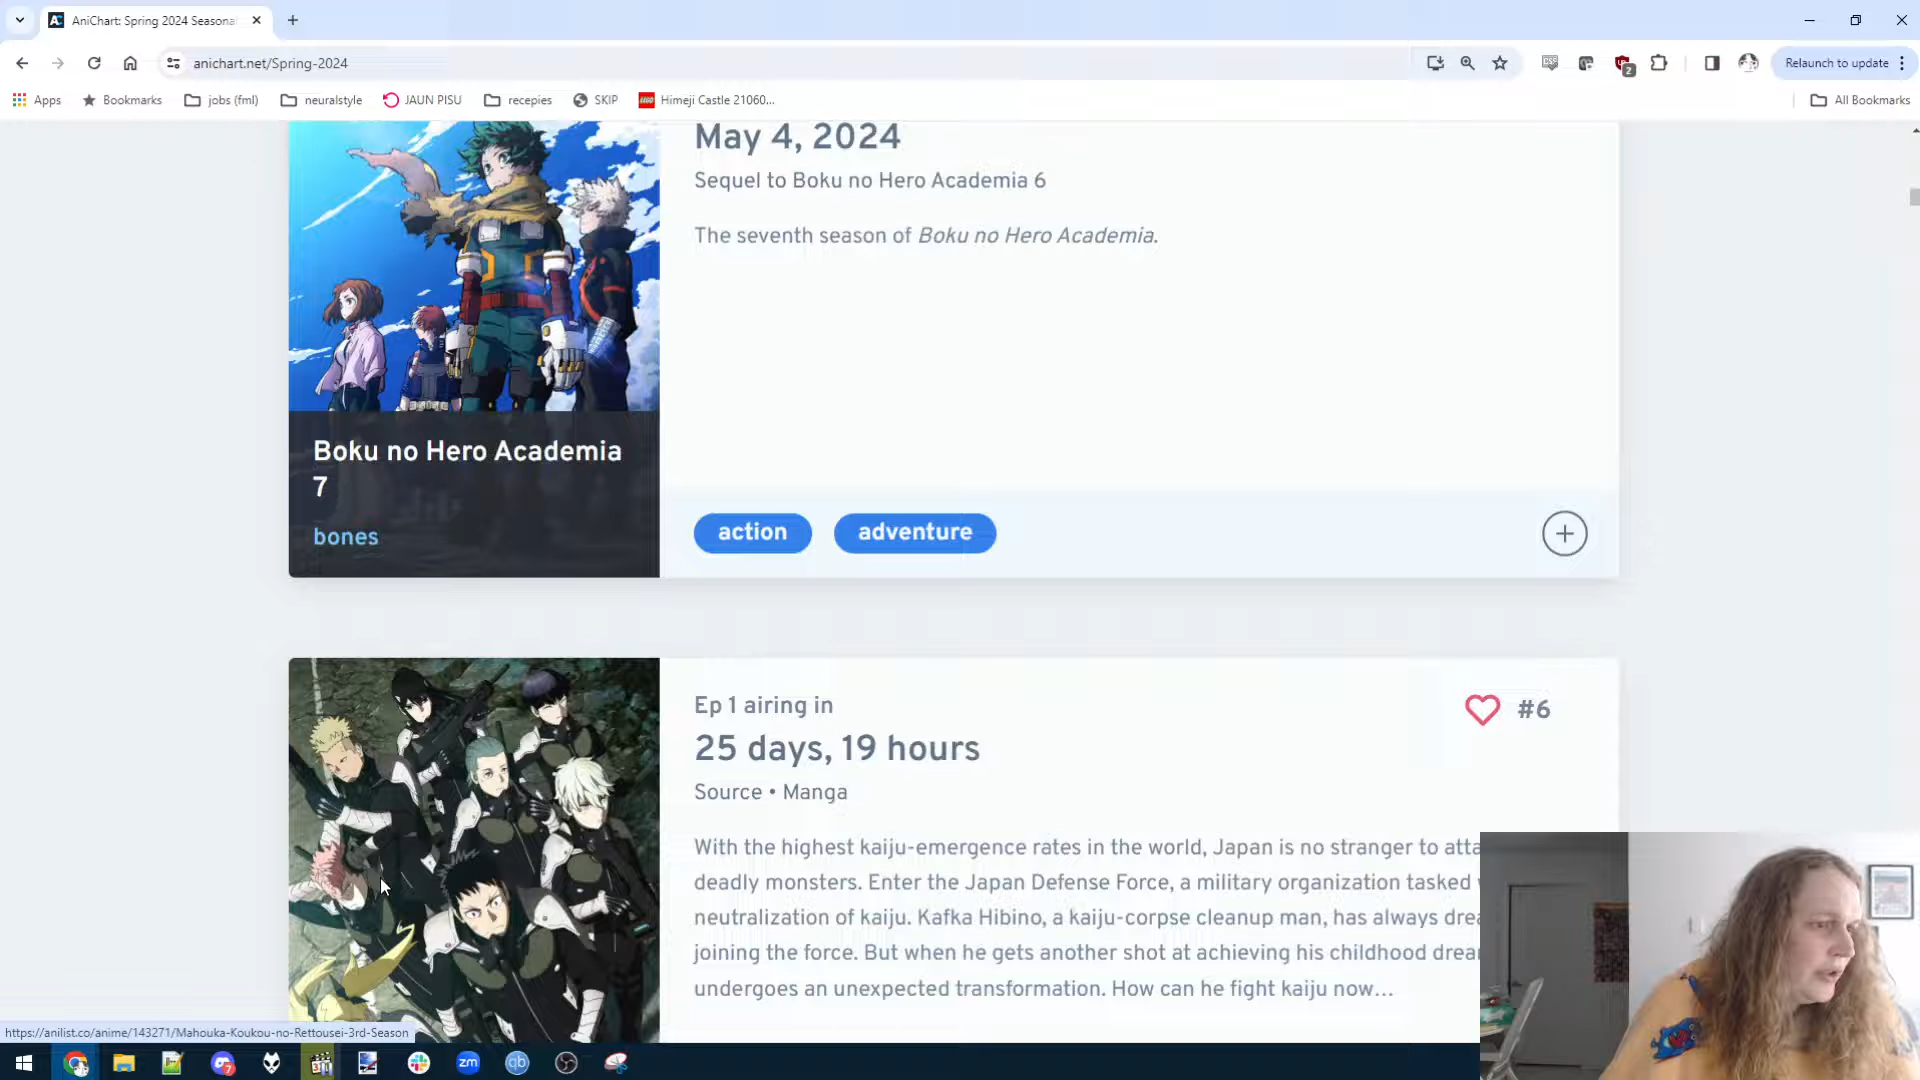 AniChart: Spring 2024 Seasona
anichart.net/Spring-2024
2
Relaunch to update
Apps
Bookmarks
jobs (fml)
neuralstyle
JAUN PISU
recepies
SKIP
Himeji Castle 21060...
All Bookmarks
May 4, 2024
Sequel to Boku no Hero Academia 6
The seventh season of Boku no Hero Academia.
Boku no Hero Academia
7
bones
action
adventure
Ep 1 airing in
#6
25 days, 19 hours
Source • Manga
With the highest kaiju-emergence rates in the world, Japan is no stranger to atta
deadly monsters. Enter the Japan Defense Force, a military organization tasked
neutralization of kaiju. Kafka Hibino, a kaiju-corpse cleanup man, has always drea
joining the force. But when he gets another shot at achieving his childhood drea
undergoes an unexpected transformation. How can he fight kaiju now...
https://anilist.co/anime/143271/Mahouka-Koukou-no-Rettousei-3rd-Season
zm
qb